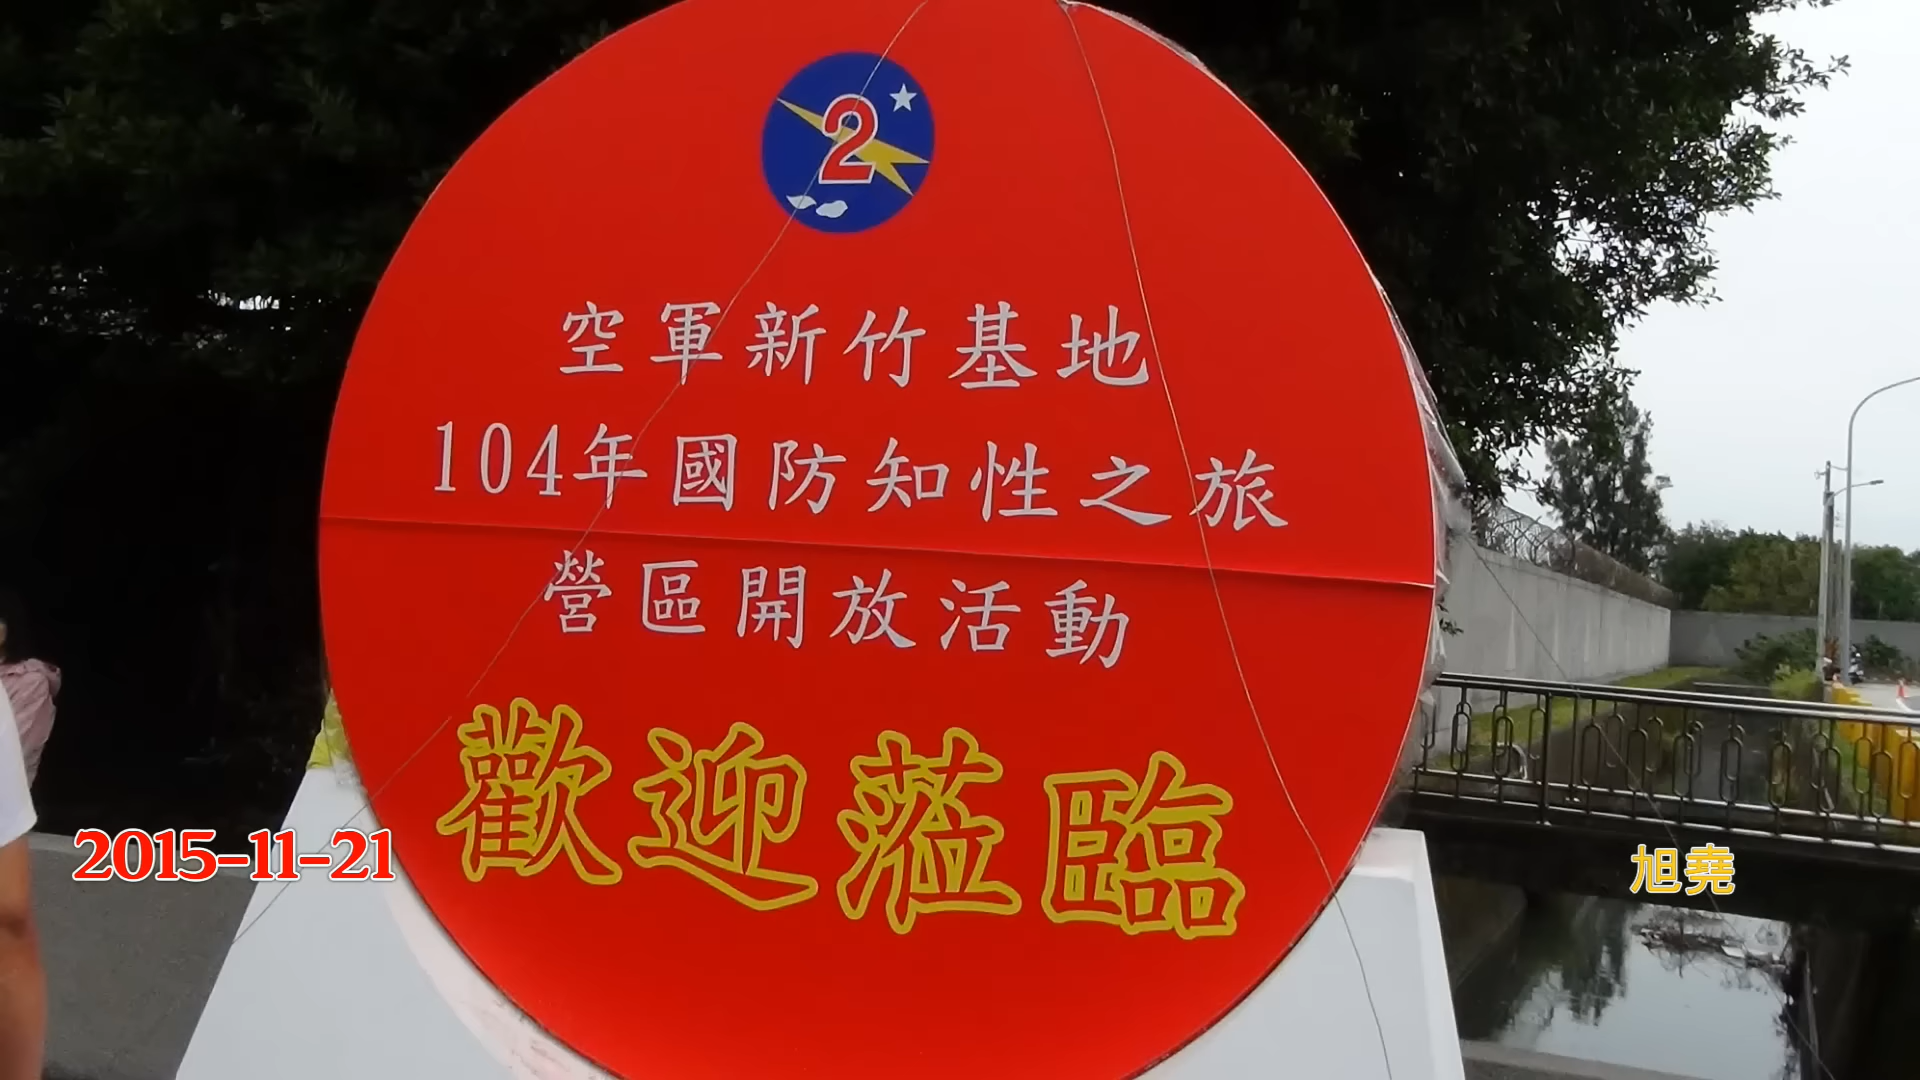 2
空軍新竹基地
104年國防知性之旅
營區開放活動
歡迎蒞臨
2015-11-21
旭堯